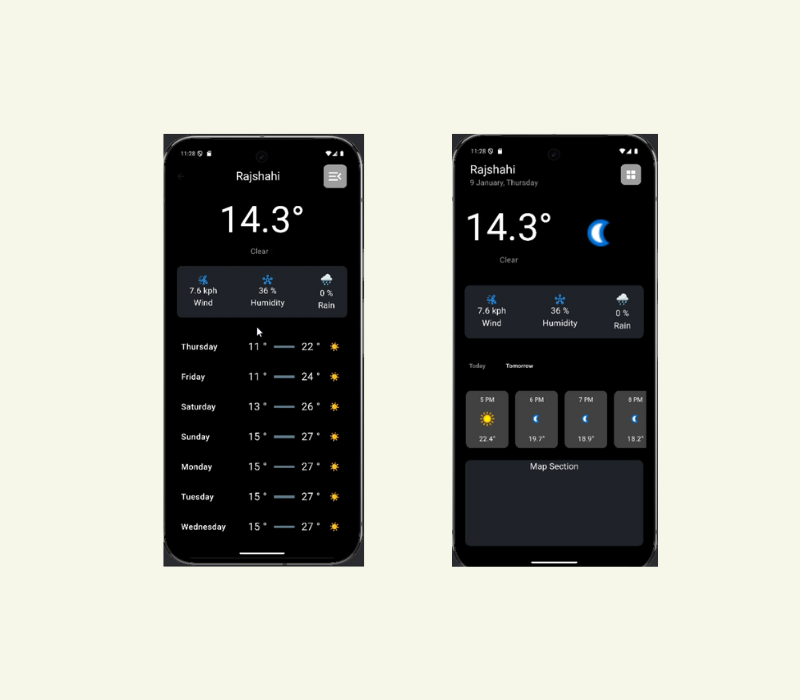 11:28
Rajshahi
14.3°
Clear
7.6 kph 36 % 0 %
Wind Humidity Rain
Thursday 11 ° 22 °
Friday 11 ° 24 °
Saturday 13 ° 26 °
Sunday 15 ° 27 °
Monday 15 ° 27 °
Tuesday 15 ° 27 °
Wednesday 15 ° 27 °
11:28
Rajshahi
9 January, Thursday
14.3°
Clear
7.6 kph 36 % 0 %
Wind Humidity Rain
Today Tomorrow
5 PM 6 PM 7 PM 8 PM
22.4° 19.7° 18.9° 18.2°
Map Section